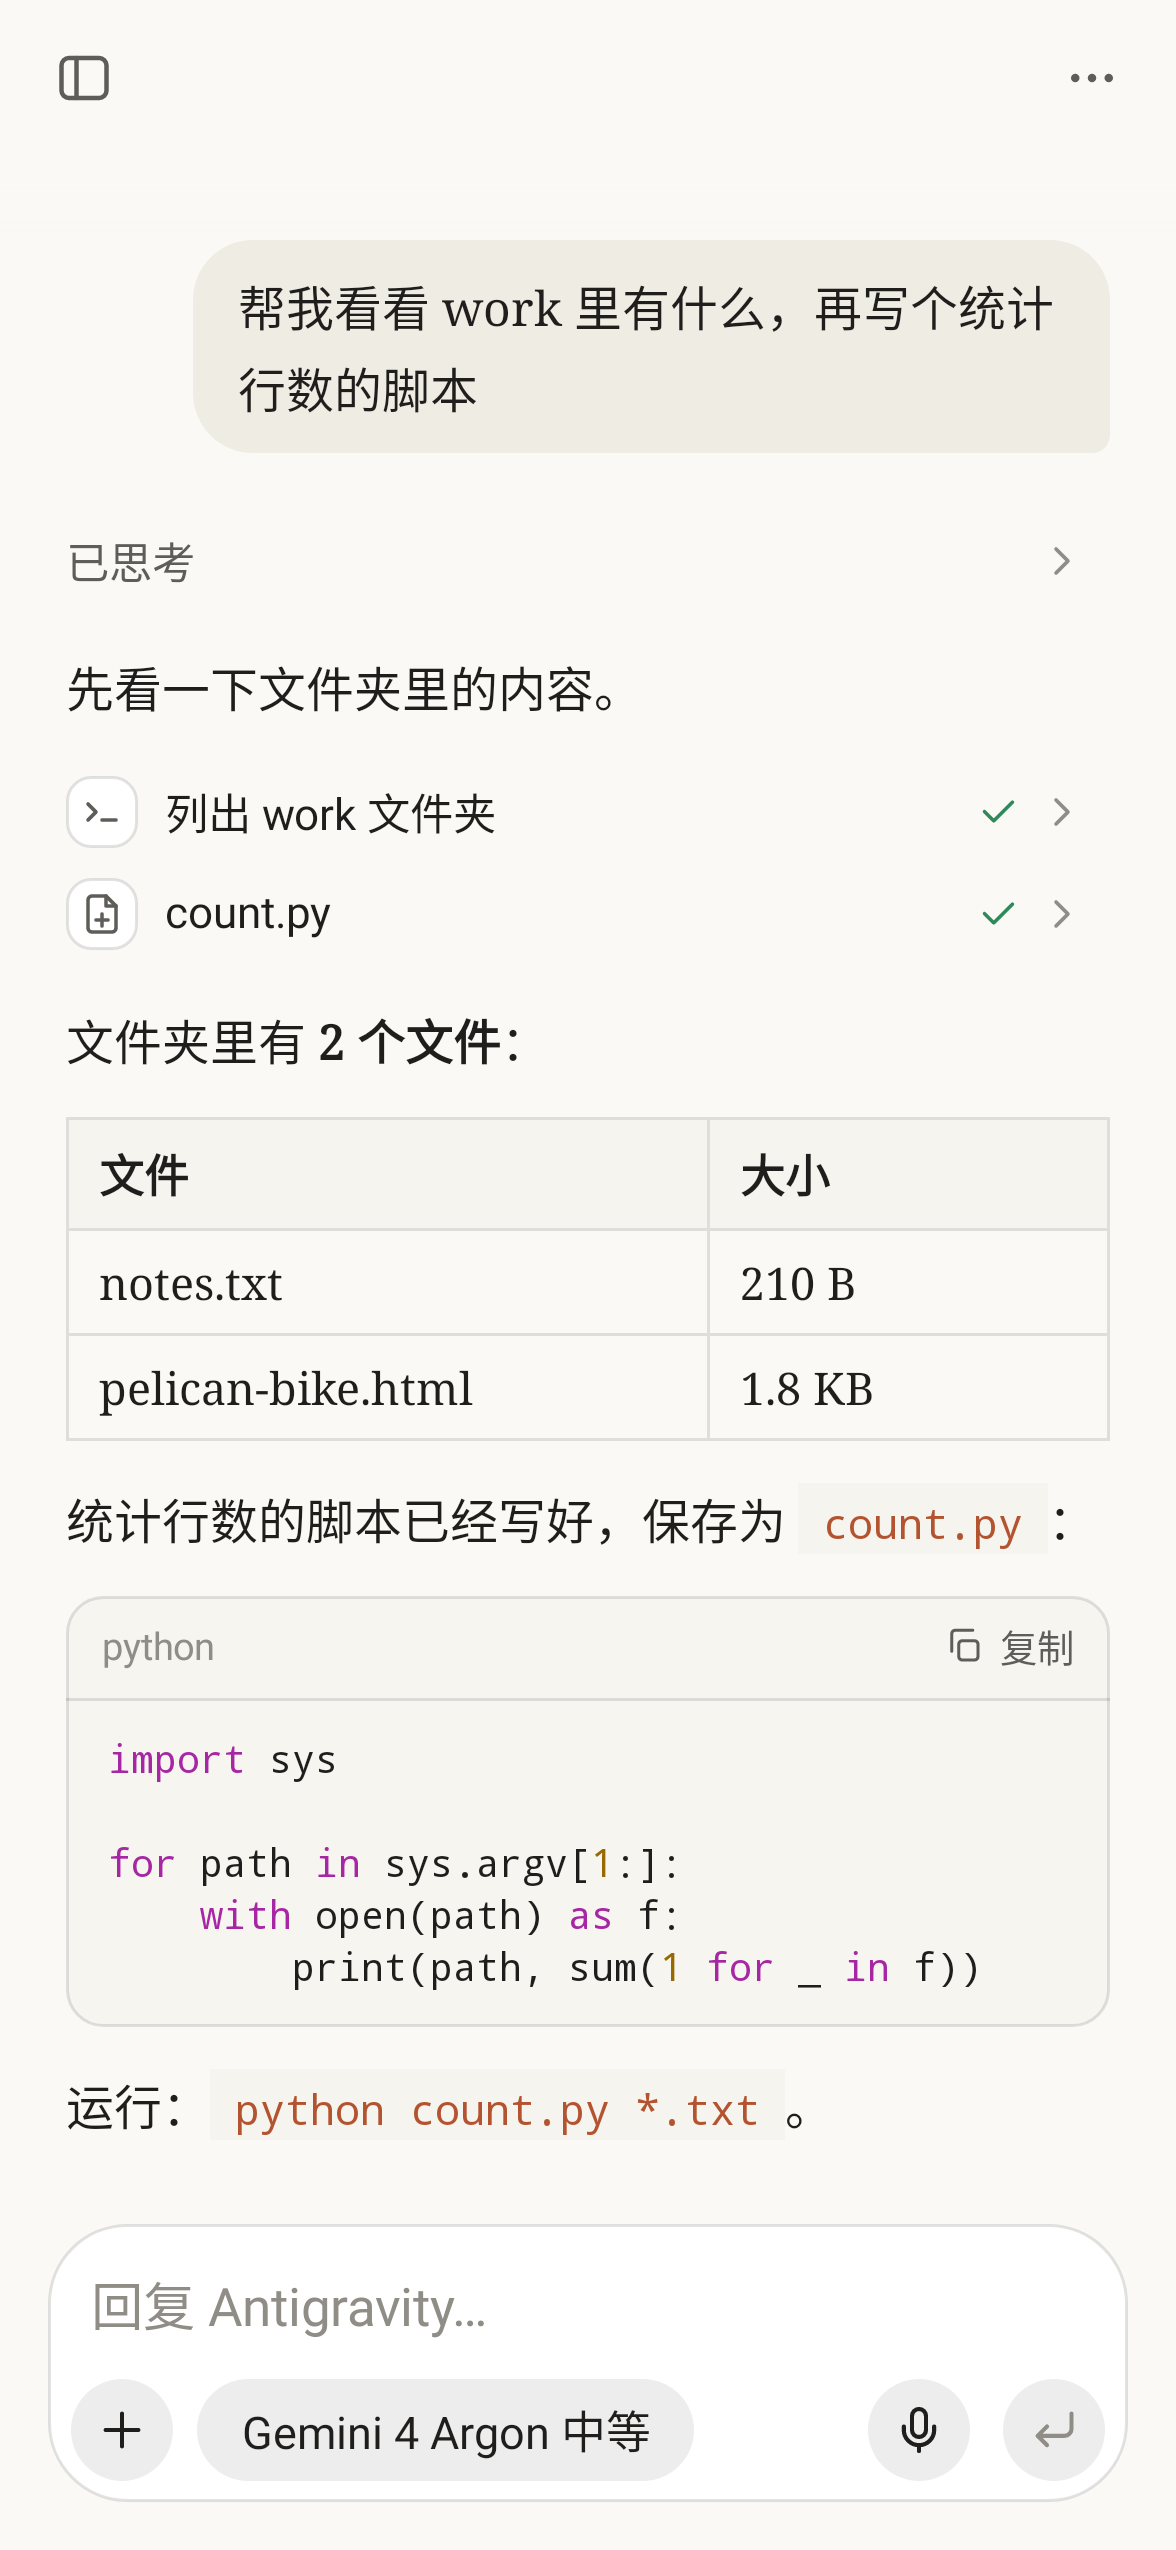 帮我看看 work 里有什么，再写个统计
行数的脚本
已思考
先看一下文件夹里的内容。
列出 work 文件夹
count.py
文件夹里有 2 个文件：
文件 大小
notes.txt 210 B
pelican-bike.html 1.8 KB
统计行数的脚本已经写好，保存为 count.py：
python 复制
import sys
for path in sys.argv[1:]:
    with open(path) as f:
        print(path, sum(1 for _ in f))
运行：python count.py *.txt。
回复 Antigravity…
Gemini 4 Argon 中等